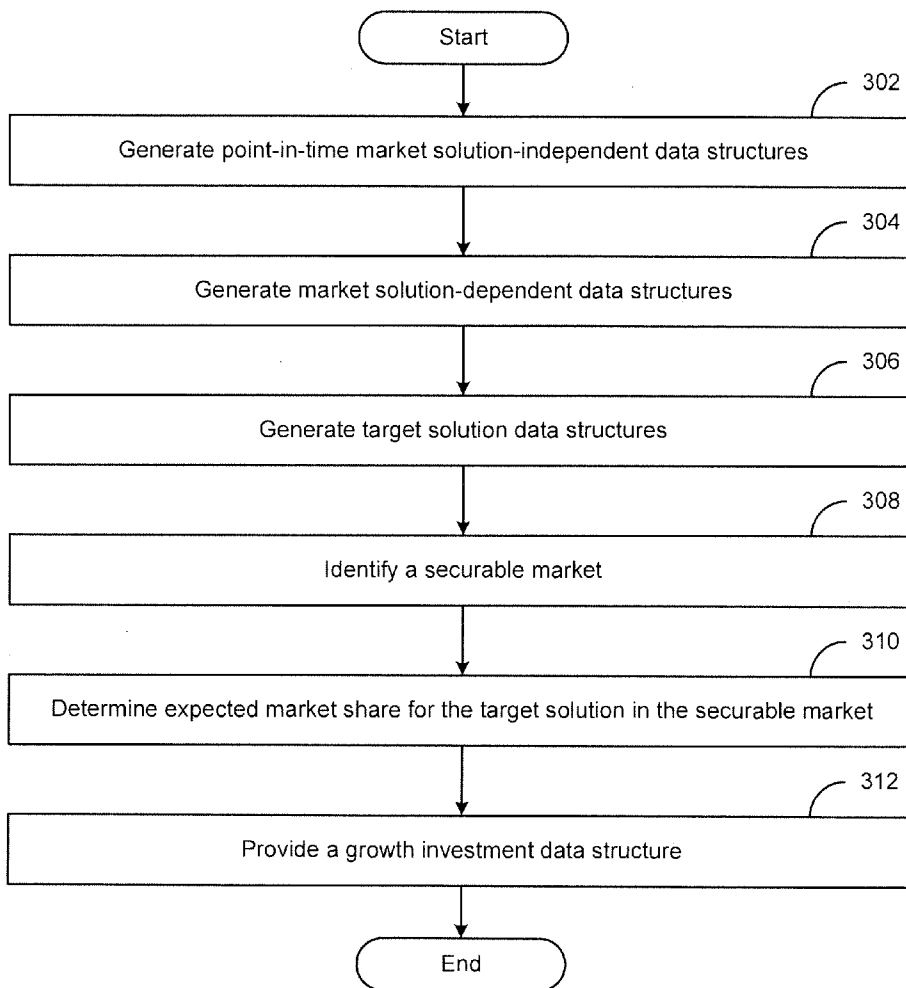 Start
302
Generate point-in-time market solution-independent data structures
304
Generate market solution-dependent data structures
306
Generate target solution data structures
308
Identify a securable market
310
Determine expected market share for the target solution in the securable market
312
Provide a growth investment data structure
End